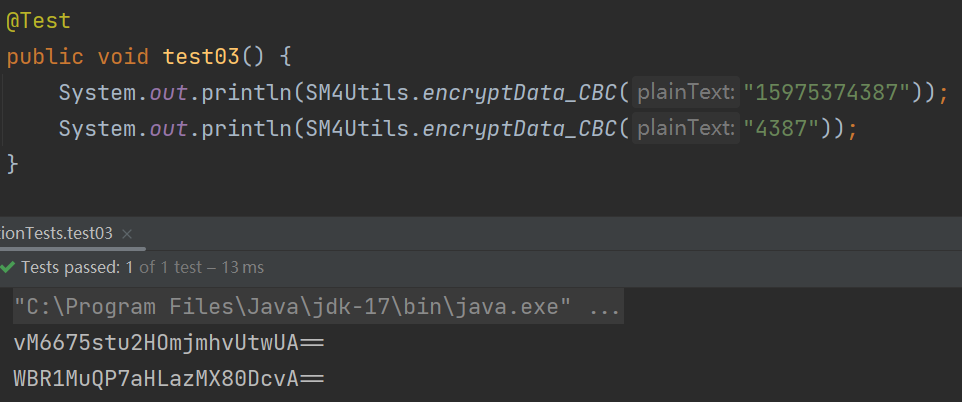 @Test
public void test03() {
System.out.println(SM4Utils.encryptData_CBC( plainText: "15975374387"));
System.out.println(SM4Utils.encryptData_CBC( plainText: "4387"));
}
tionTests.test03 ×
Tests passed: 1 of 1 test – 13 ms
"C:\Program Files\Java\jdk-17\bin\java.exe" ...
vM6675stu2HOmjmhvUtwUA==
WBR1MuQP7aHLazMX80DcvA==